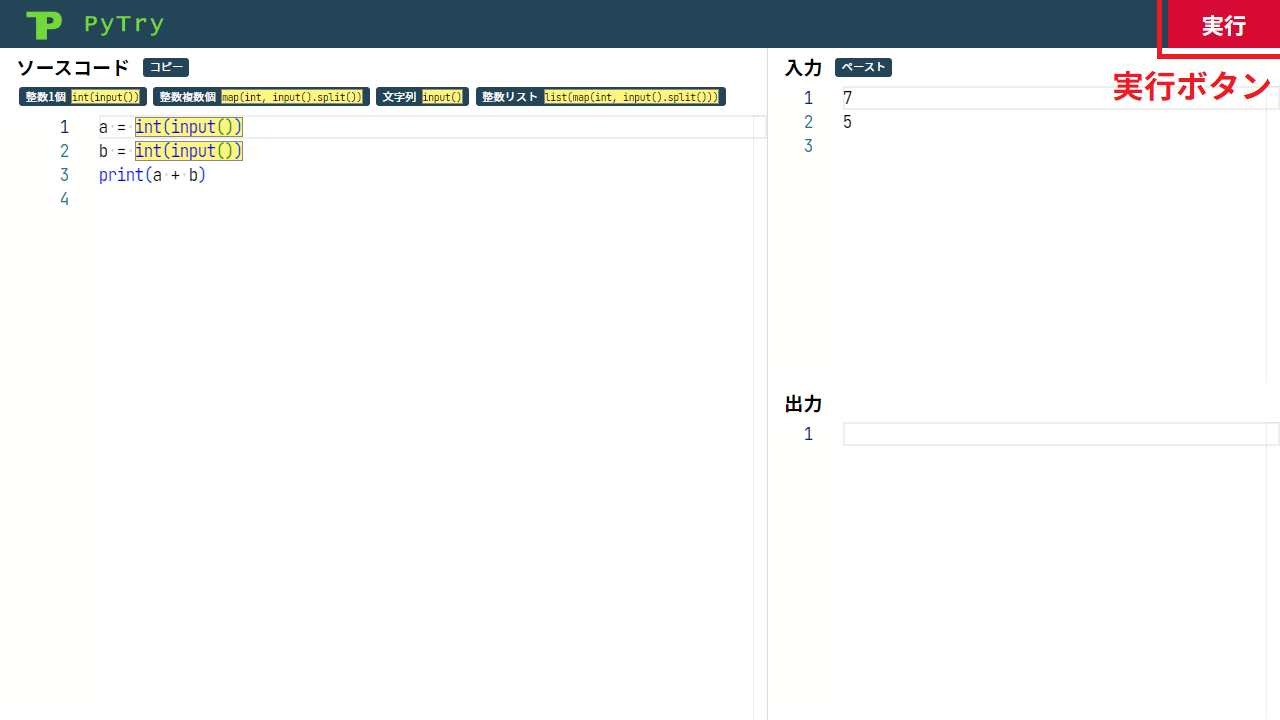 PyTry
実行
実行ボタン
ソースコード コピー
整数1個 int(input()) 整数複数個 map(int, input().split()) 文字列 input() 整数リスト list(map(int, input().split()))
1 a = int(input())
2 b = int(input())
3 print(a + b)
4
入力 ペースト
1 7
2 5
3
出力
1